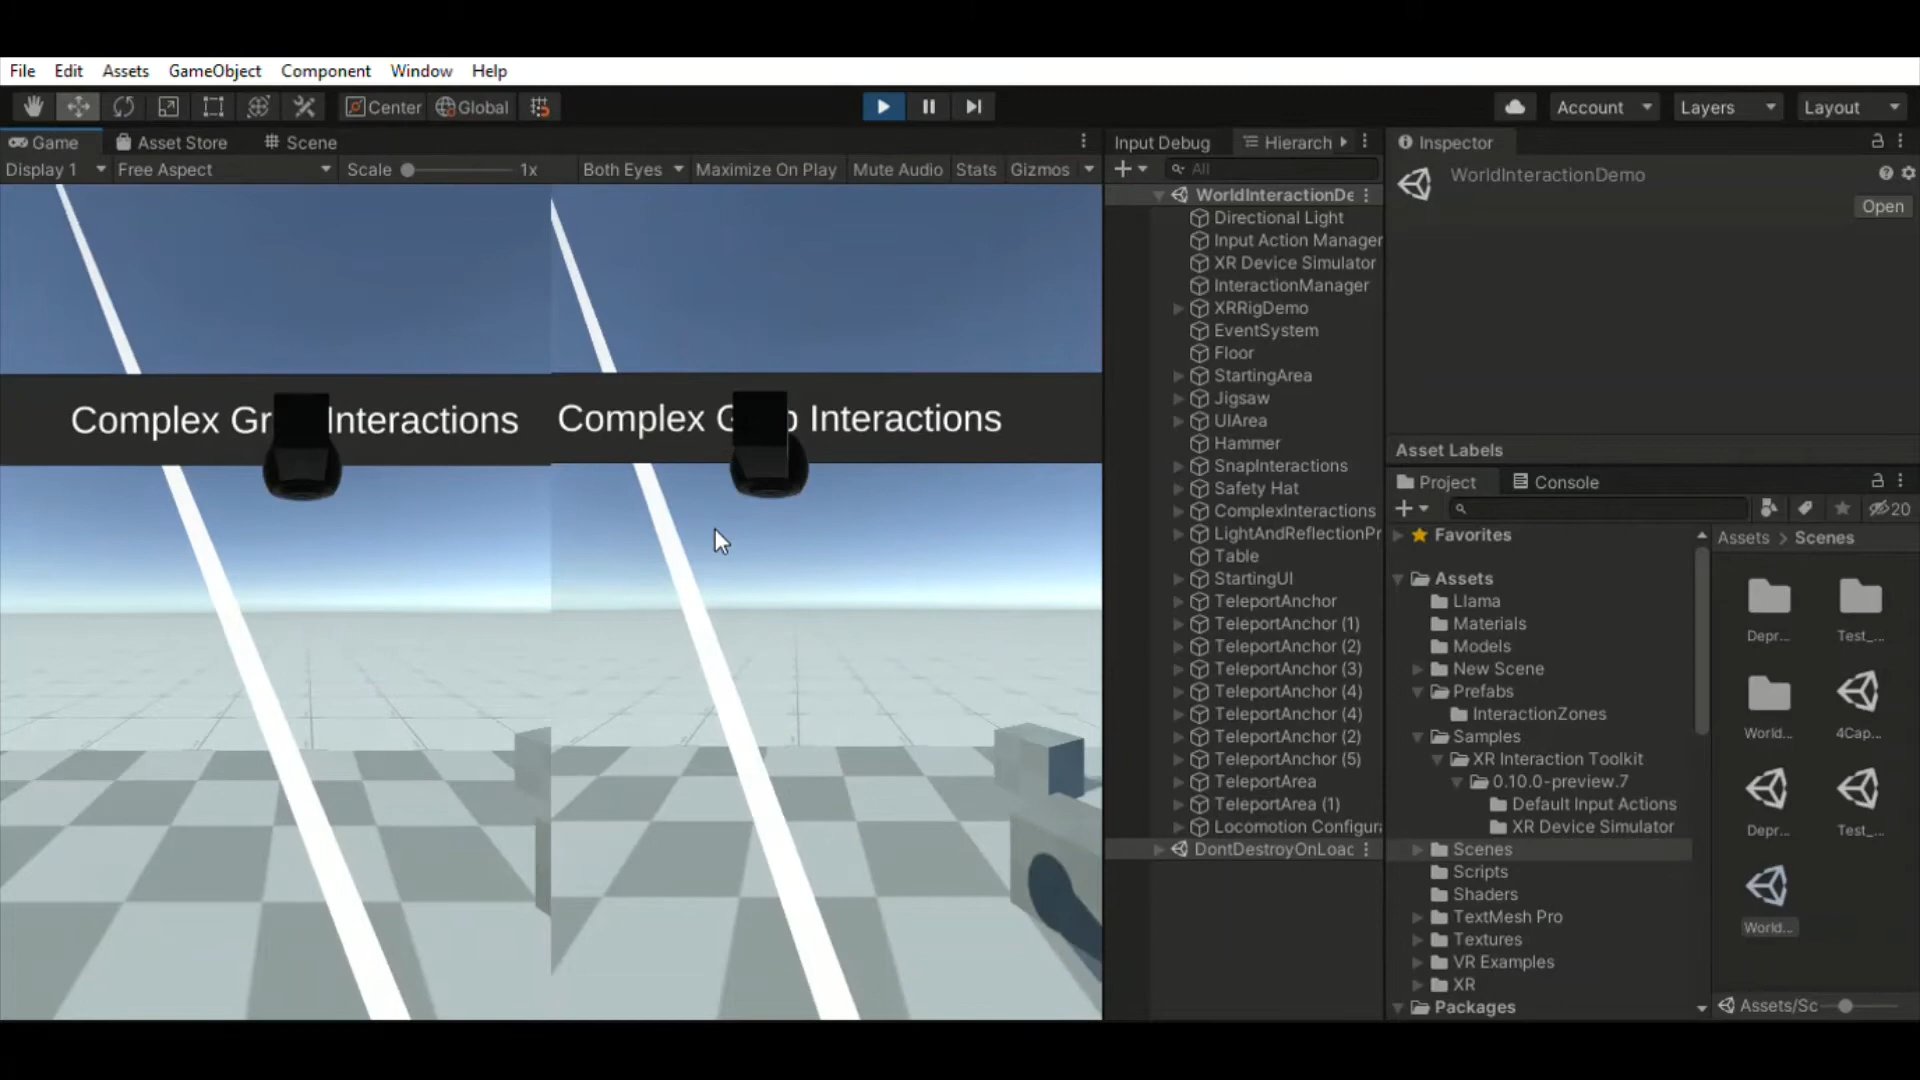 File Edit Assets GameObject Component Window Help
Center Global
Account Layers Layout
Game Asset Store Scene
Display 1 Free Aspect Scale 1x Both Eyes Maximize On Play Mute Audio Stats Gizmos
Complex Gr Interactions
Complex G p Interactions
Input Debug Hierarch
All
WorldInteractionDe
Directional Light
Input Action Manager
XR Device Simulator
InteractionManager
XRRigDemo
EventSystem
Floor
StartingArea
Jigsaw
UIArea
Hammer
SnapInteractions
Safety Hat
ComplexInteractions
LightAndReflectionPr
Table
StartingUI
TeleportAnchor
TeleportAnchor (1)
TeleportAnchor (2)
TeleportAnchor (3)
TeleportAnchor (4)
TeleportAnchor (4)
TeleportAnchor (2)
TeleportAnchor (5)
TeleportArea
TeleportArea (1)
Locomotion Configur
DontDestroyOnLoad
Inspector
WorldInteractionDemo
Open
Asset Labels
Project Console
20
Favorites
Assets
Llama
Materials
Models
New Scene
Prefabs
InteractionZones
Samples
XR Interaction Toolkit
0.10.0-preview.7
Default Input Actions
XR Device Simulator
Scenes
Scripts
Shaders
TextMesh Pro
Textures
VR Examples
XR
Packages
Assets > Scenes
Depr... Test_...
World... 4Cap...
Depr... Test_...
World...
Assets/Sc